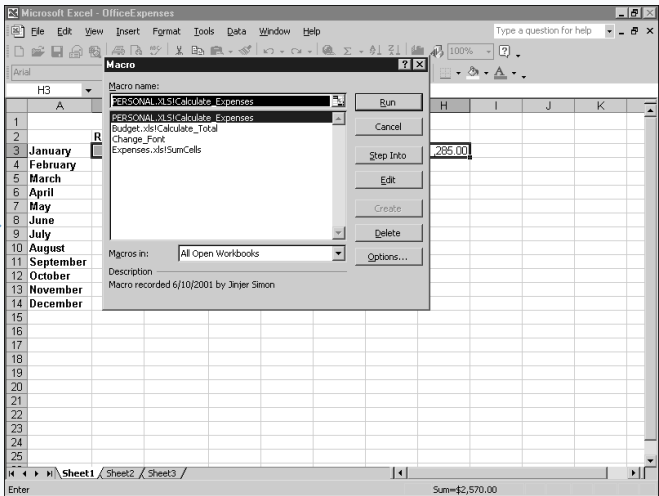 Microsoft Excel - OfficeExpenses
File Edit View Insert Format Tools Data Window Help Type a question for help
100%
Arial
H3
Macro
Macro name:
PERSONAL.XLS!Calculate_Expenses
PERSONAL.XLS!Calculate_Expenses
Budget.xls!Calculate_Total
Change_Font
Expenses.xls!SumCells
Run
Cancel
Step Into
Edit
Create
Delete
Options...
Macros in: All Open Workbooks
Description
Macro recorded 6/10/2001 by Jinjer Simon
A H I J K
1
2 R
3 January ,285.00
4 February
5 March
6 April
7 May
8 June
9 July
10 August
11 September
12 October
13 November
14 December
15
16
17
18
19
20
21
22
23
24
25
Sheet1 Sheet2 Sheet3
Enter Sum=$2,570.00